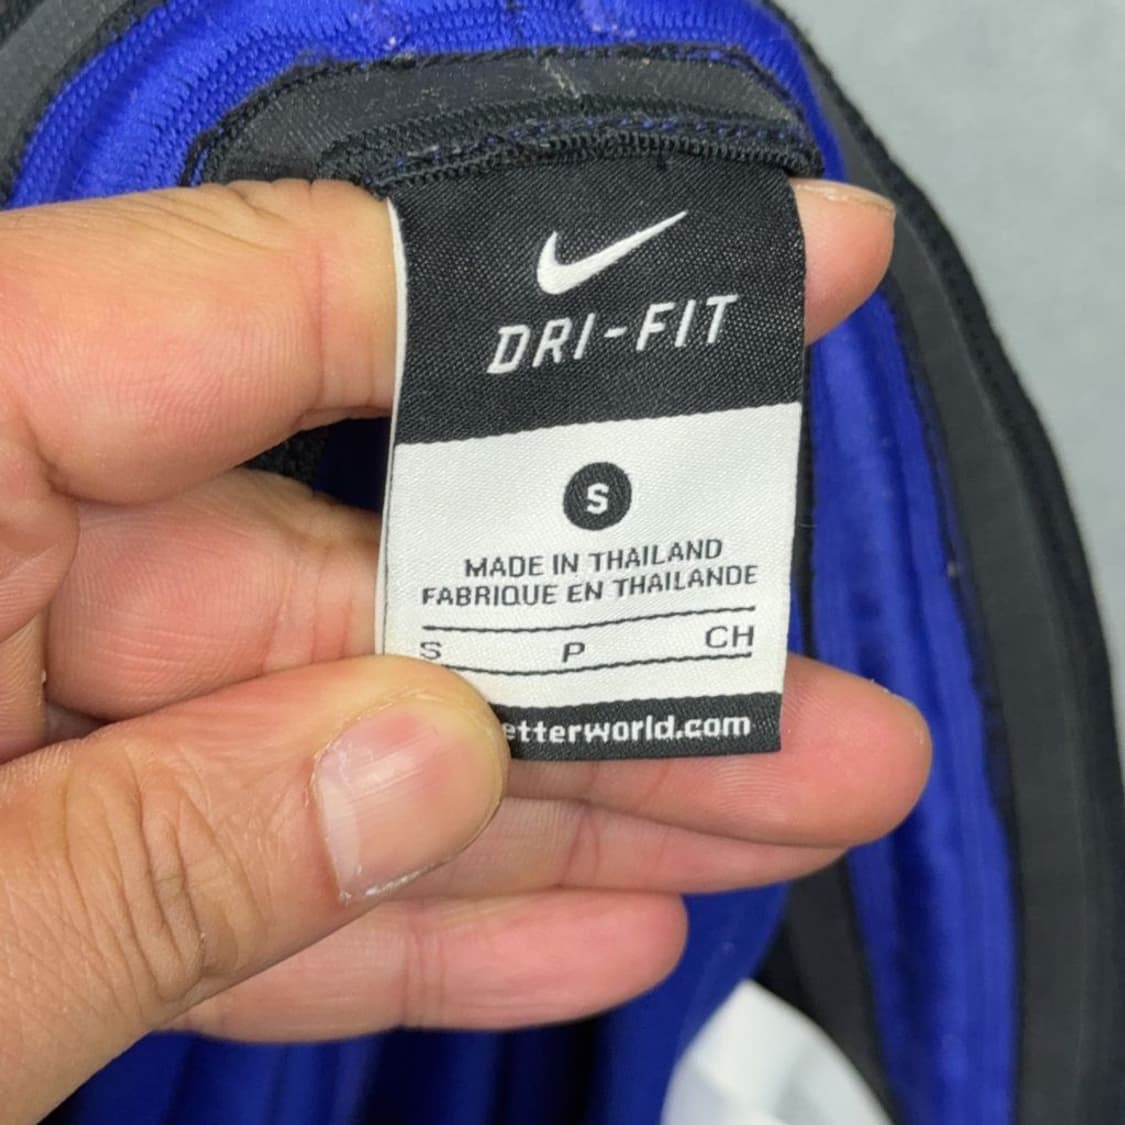 DRI-FIT
S
MADE IN THAILAND
FABRIQUE EN THAILANDE
S P CH
etterworld.com